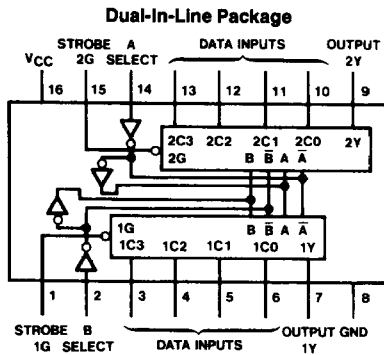 Dual-In-Line Package
STROBE A DATA INPUTS OUTPUT
VCC 2G SELECT 2Y
16 15 14 13 12 11 10 9
2C3 2C2 2C1 2C0 2Y
2G B B̅ A A̅
1G B B̅ A A̅
1C3 1C2 1C1 1C0 1Y
1 2 3 4 5 6 7 8
STROBE B DATA INPUTS OUTPUT GND
1G SELECT 1Y